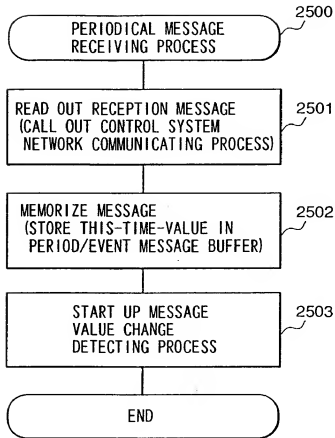 PERIODICAL MESSAGE
RECEIVING PROCESS
2500
READ OUT RECEPTION MESSAGE
(CALL OUT CONTROL SYSTEM
NETWORK COMMUNICATING PROCESS)
2501
MEMORIZE MESSAGE
(STORE THIS-TIME-VALUE IN
PERIOD/EVENT MESSAGE BUFFER)
2502
START UP MESSAGE
VALUE CHANGE
DETECTING PROCESS
2503
END